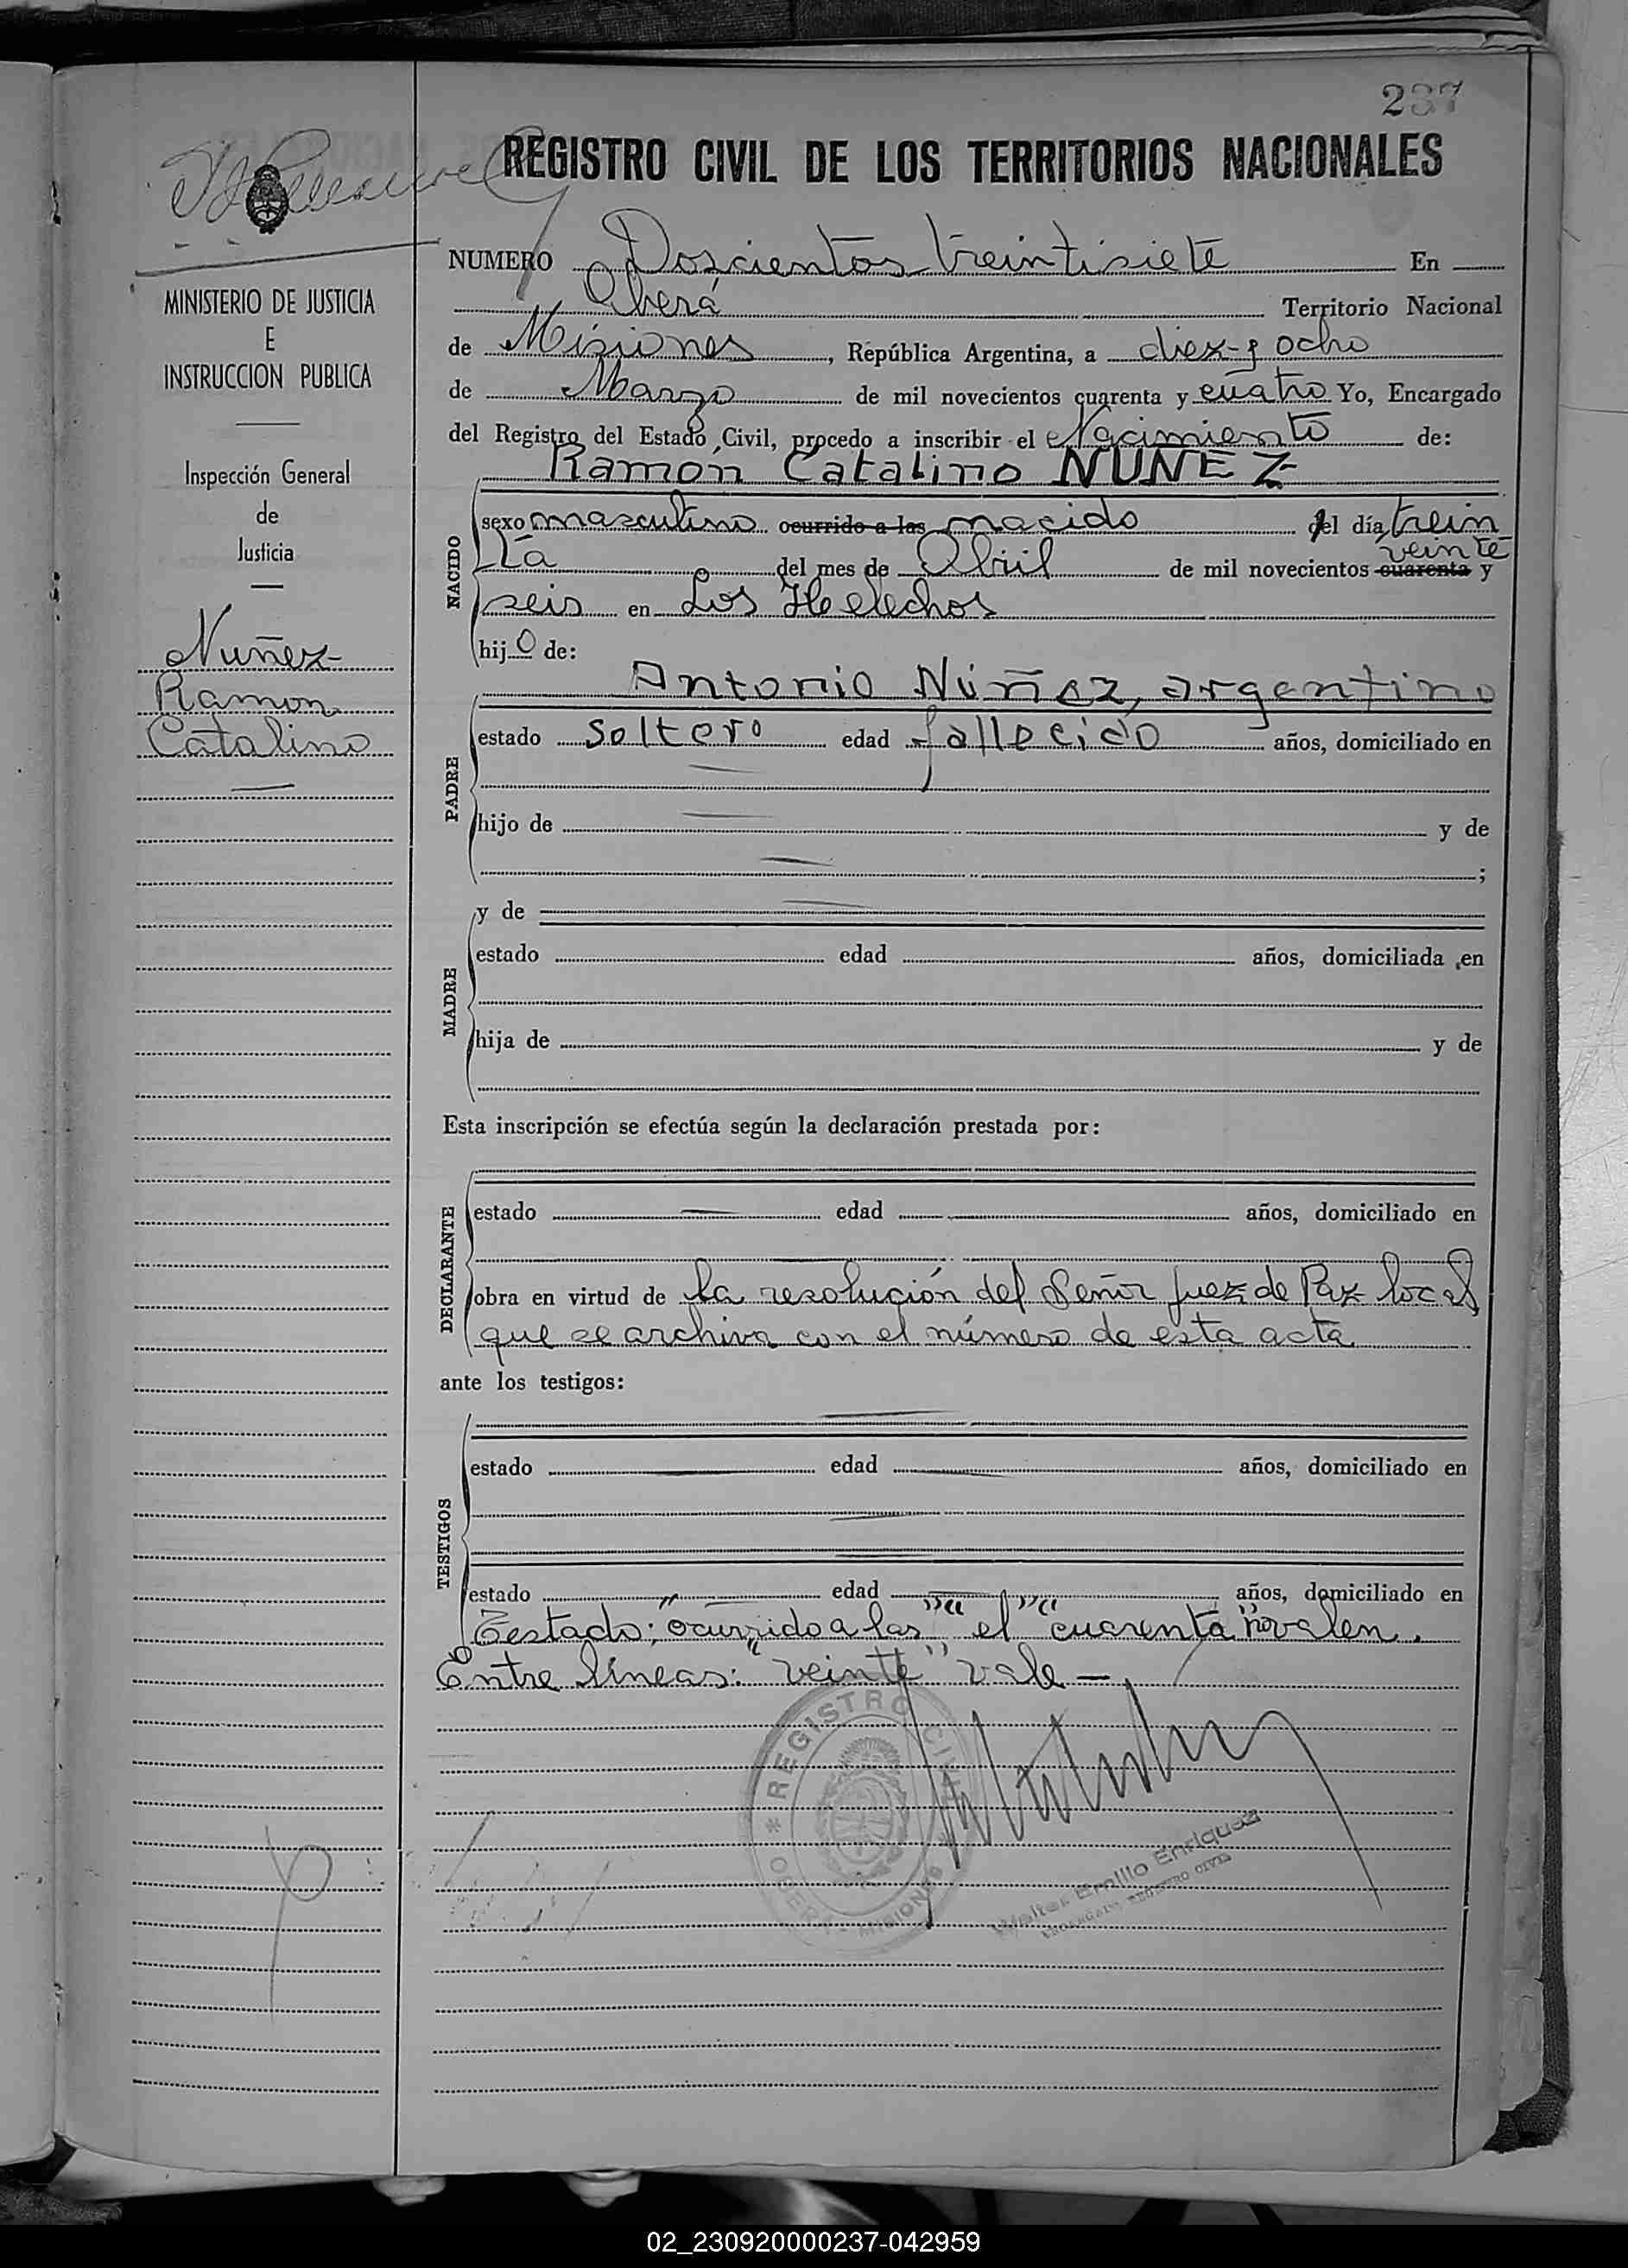 237
REGISTRO CIVIL DE LOS TERRITORIOS NACIONALES
MINISTERIO DE JUSTICIA
E
INSTRUCCION PUBLICA
Inspección General
de
Justicia
Nuñez
Ramon
Catalino
NUMERO Doscientos treintisiete En
Oberá Territorio Nacional
de Misiones, República Argentina, a diez y ocho
de Marzo de mil novecientos cuarenta y cuatro Yo, Encargado
del Registro del Estado Civil, procedo a inscribir el Nacimiento de:
Ramón Catalino NUÑEZ
NACIDO
sexo masculino ocurrido a las nacido el día trein
ta del mes de Abril de mil novecientos cuarenta y
veinte
seis en Los Helechos
hijo de:
PADRE
Antonio Núñez, argentino
estado soltero edad fallecido años, domiciliado en
hijo de y de
;
MADRE
y de
estado edad años, domiciliada en
hija de y de
Esta inscripción se efectúa según la declaración prestada por:
DECLARANTE
estado edad años, domiciliado en
obra en virtud de la resolución del Señor Juez de Paz local
que se archiva con el número de esta acta
ante los testigos:
TESTIGOS
estado edad años, domiciliado en
estado edad años, domiciliado en
Testado: "ocurrido a las" "el" "cuarenta" no valen.
Entre líneas: "veinte" vale —
* REGISTRO CIVIL * OBERA - MISIONES
Walter Emilio Enriquez
ENCARGADO REGISTRO CIVIL
02_230920000237-042959